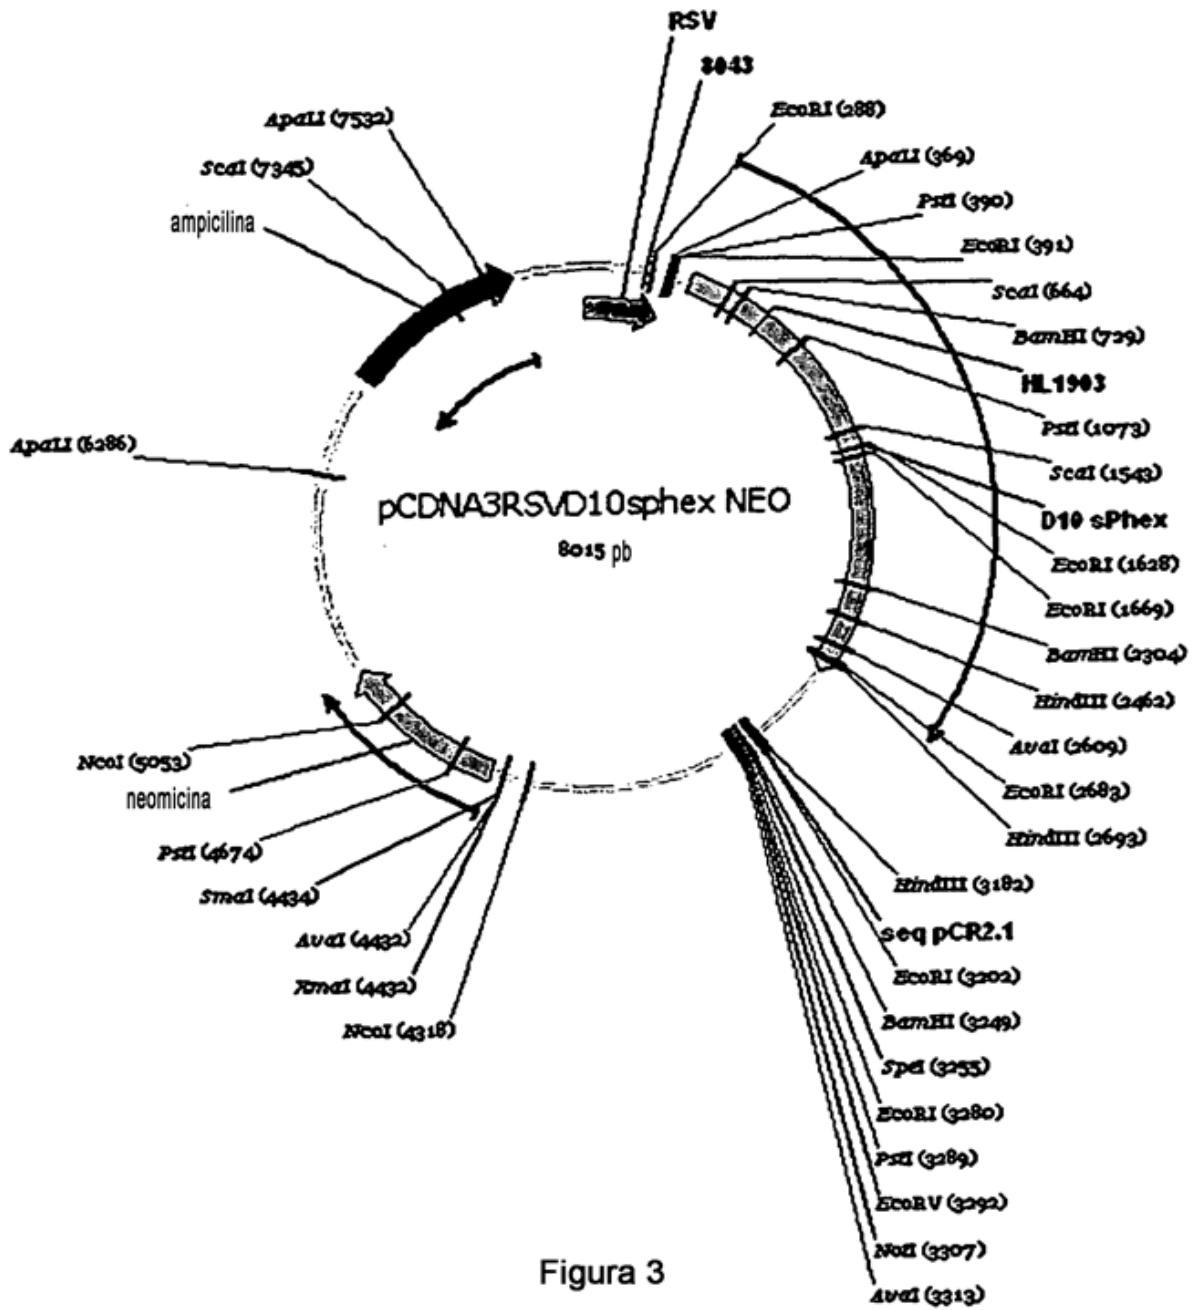 RSV
8043
EcoRI (288)
ApaLI (7532)
ApaLI (369)
ScaI (7345)
PstI (390)
ampicilina
EcoRI (391)
ScaI (664)
BamHI (729)
HL1903
PstI (1073)
ApaLI (6286)
ScaI (1543)
pCDNA3RSVD10sphex NEO
D10 sPhex
8015 pb
EcoRI (1628)
EcoRI (1669)
BamHI (2304)
HindIII (2462)
AvaI (2609)
NcoI (5053)
EcoRI (2683)
neomicina
HindIII (2693)
PstI (4674)
HindIII (3182)
SmaI (4434)
seq pCR2.1
AvaI (4432)
EcoRI (3202)
XmaI (4432)
BamHI (3249)
NcoI (4318)
SpeI (3255)
EcoRI (3280)
PstI (3289)
EcoRV (3292)
NotI (3307)
AvaI (3313)
Figura 3